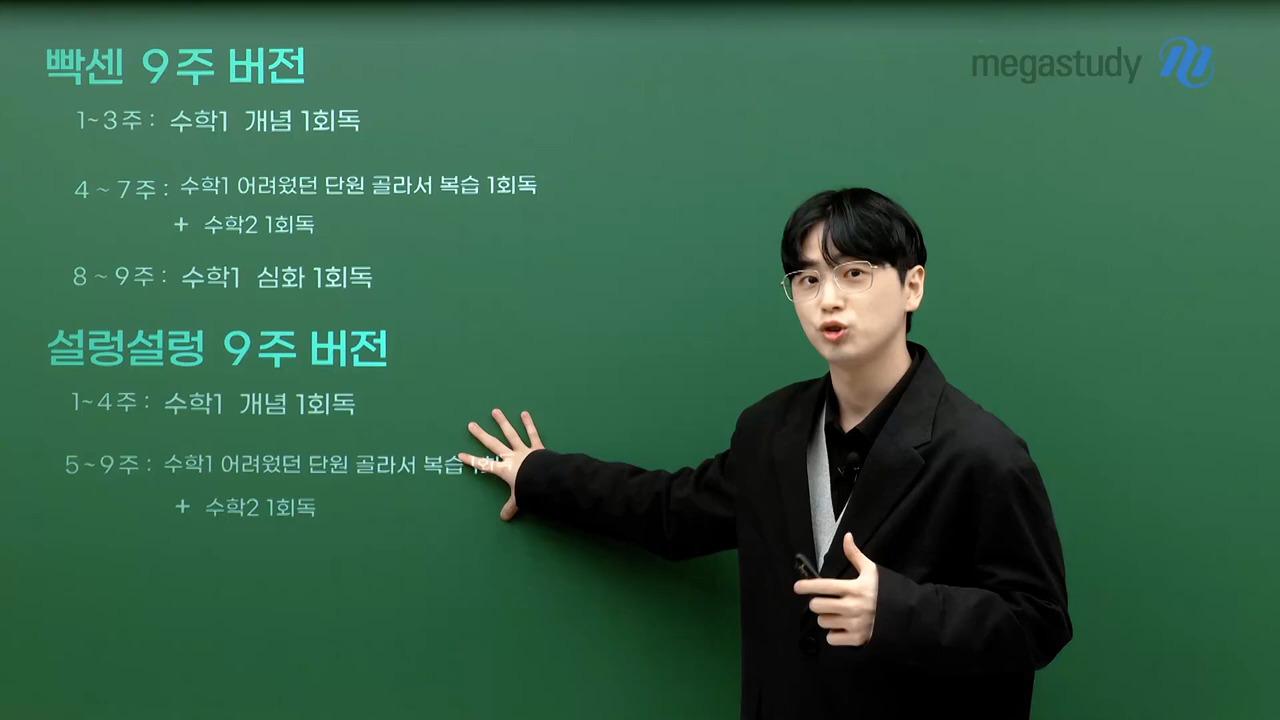 빡센 9주 버전
megastudy
1~3주: 수학1 개념 1회독
4~7주: 수학1 어려웠던 단원 골라서 복습 1회독
+ 수학2 1회독
8~9주: 수학1 심화 1회독
설렁설렁 9주 버전
1~4주: 수학1 개념 1회독
5~9주: 수학1 어려웠던 단원 골라서 복습
+ 수학2 1회독